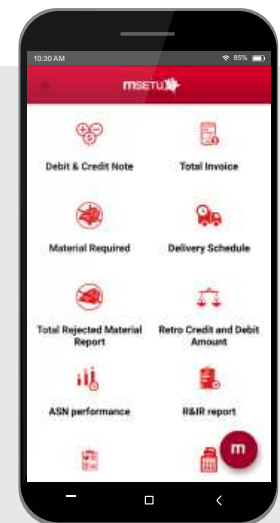 10:30 AM 85%
mSETU
Debit & Credit Note Total Invoice
Material Required Delivery Schedule
Total Rejected Material Report Retro Credit and Debit Amount
ASN performance R&IR report
m